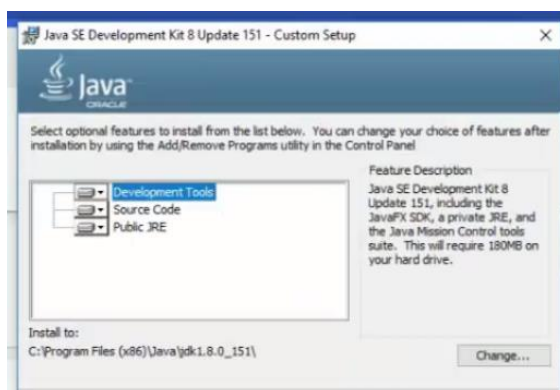 Java SE Development Kit 8 Update 151 - Custom Setup
Java
ORACLE
Select optional features to install from the list below. You can change your choice of features after
installation by using the Add/Remove Programs utility in the Control Panel
Development Tools
Source Code
Public JRE
Feature Description
Java SE Development Kit 8
Update 151, including the
JavaFX SDK, a private JRE, and
the Java Mission Control tools
suite. This will require 180MB on
your hard drive.
Install to:
C:\Program Files (x86)\Java\jdk1.8.0_151\
Change...